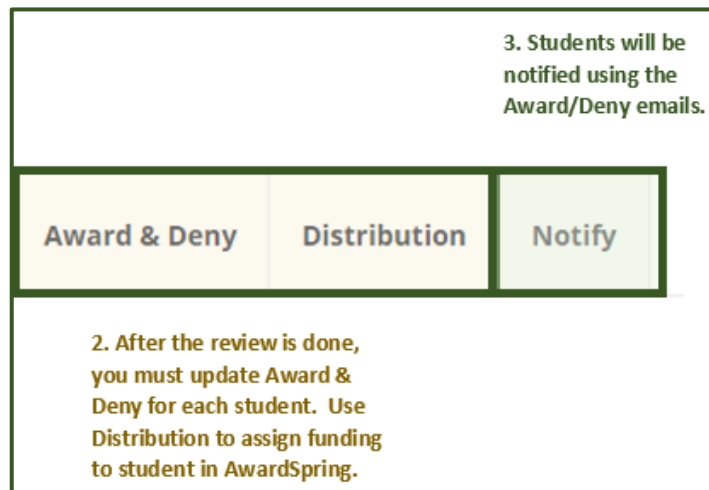 3. Students will be
notified using the
Award/Deny emails.
Award & Deny
Distribution
Notify
2. After the review is done,
you must update Award &
Deny for each student.  Use
Distribution to assign funding
to student in AwardSpring.